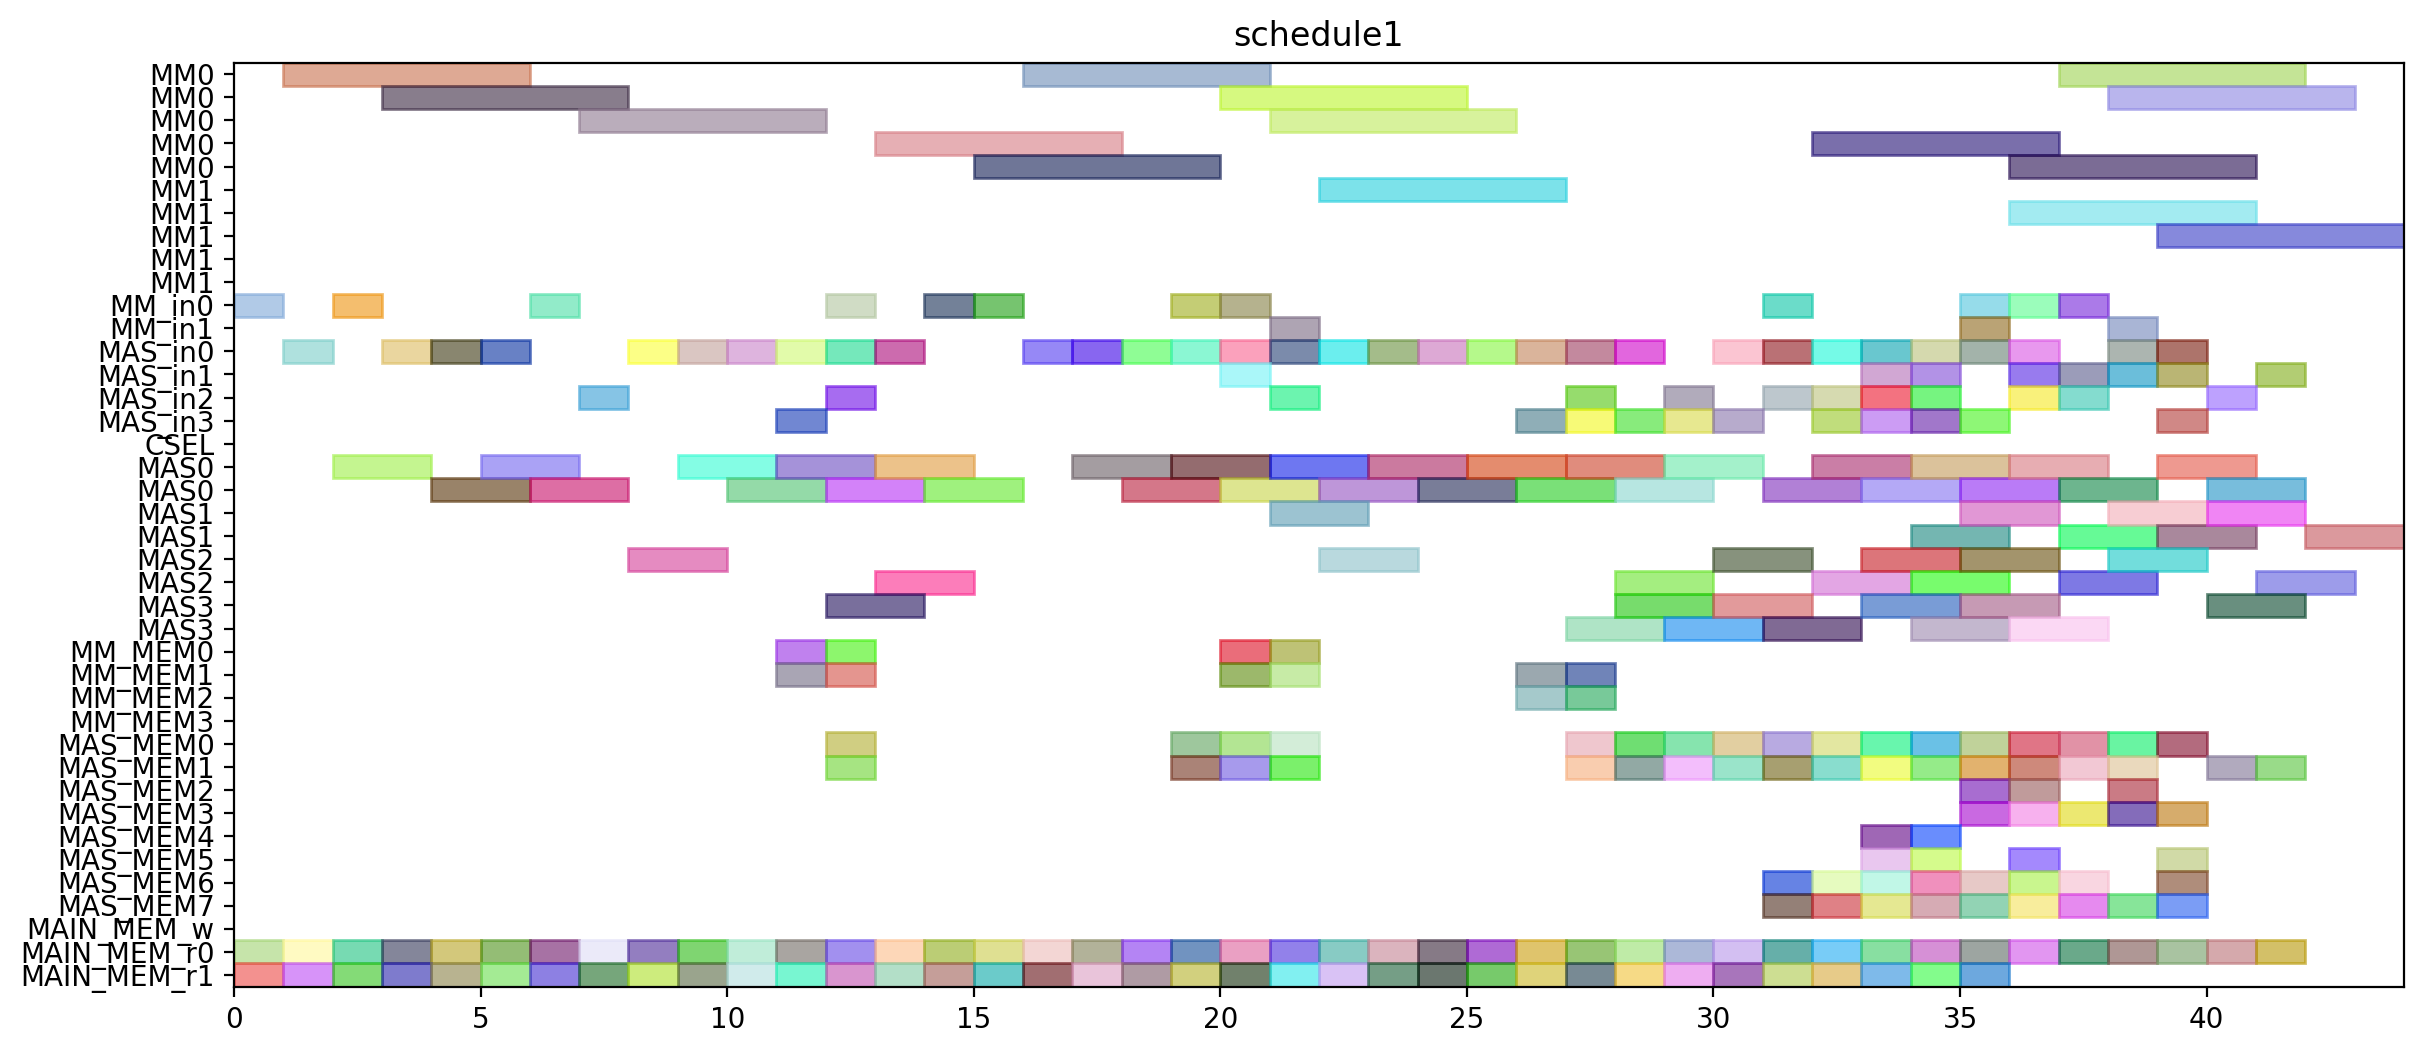 schedule1
MM0
MM0
MM0
MM0
MM0
MM1
MM1
MM1
MM1
MM1
MM_in0
MM_in1
MAS_in0
MAS_in1
MAS_in2
MAS_in3
CSEL
MAS0
MAS0
MAS1
MAS1
MAS2
MAS2
MAS3
MAS3
MM_MEM0
MM_MEM1
MM_MEM2
MM_MEM3
MAS_MEM0
MAS_MEM1
MAS_MEM2
MAS_MEM3
MAS_MEM4
MAS_MEM5
MAS_MEM6
MAS_MEM7
MAIN_MEM_w
MAIN_MEM_r0
MAIN_MEM_r1
0 5 10 15 20 25 30 35 40